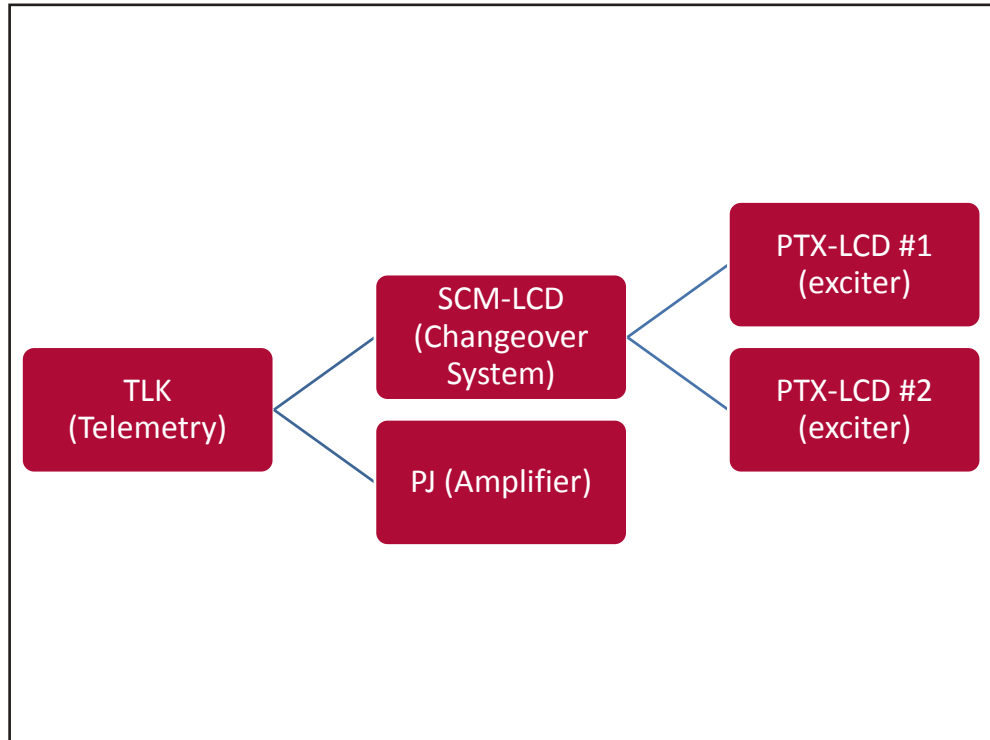 TLK
(Telemetry)
SCM-LCD
(Changeover
System)
PJ (Amplifier)
PTX-LCD #1
(exciter)
PTX-LCD #2
(exciter)